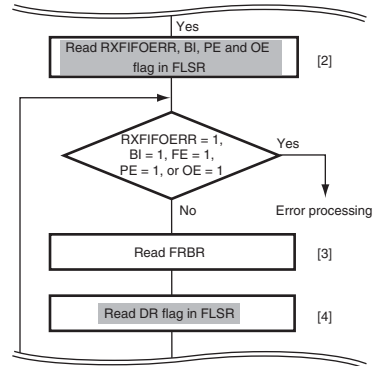 Yes
Read RXFIFOERR, BI, PE and OE
flag in FLSR
[2]
RXFIFOERR = 1,
BI = 1, FE = 1,
PE = 1, or OE = 1
Yes
No
Error processing
Read FRBR
[3]
Read DR flag in FLSR
[4]